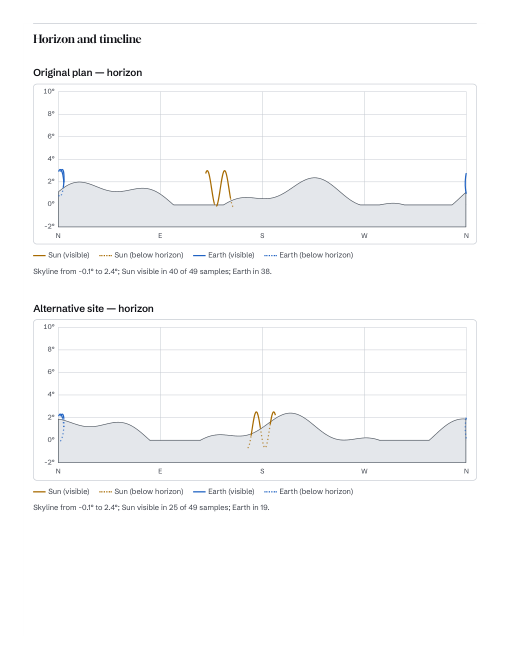 Horizon and timeline
Original plan — horizon
10°
8°
6°
4°
2°
0°
-2°
N E S W N
Sun (visible) Sun (below horizon) Earth (visible) Earth (below horizon)
Skyline from -0.1° to 2.4°; Sun visible in 40 of 49 samples; Earth in 38.
Alternative site — horizon
10°
8°
6°
4°
2°
0°
-2°
N E S W N
Sun (visible) Sun (below horizon) Earth (visible) Earth (below horizon)
Skyline from -0.1° to 2.4°; Sun visible in 25 of 49 samples; Earth in 19.